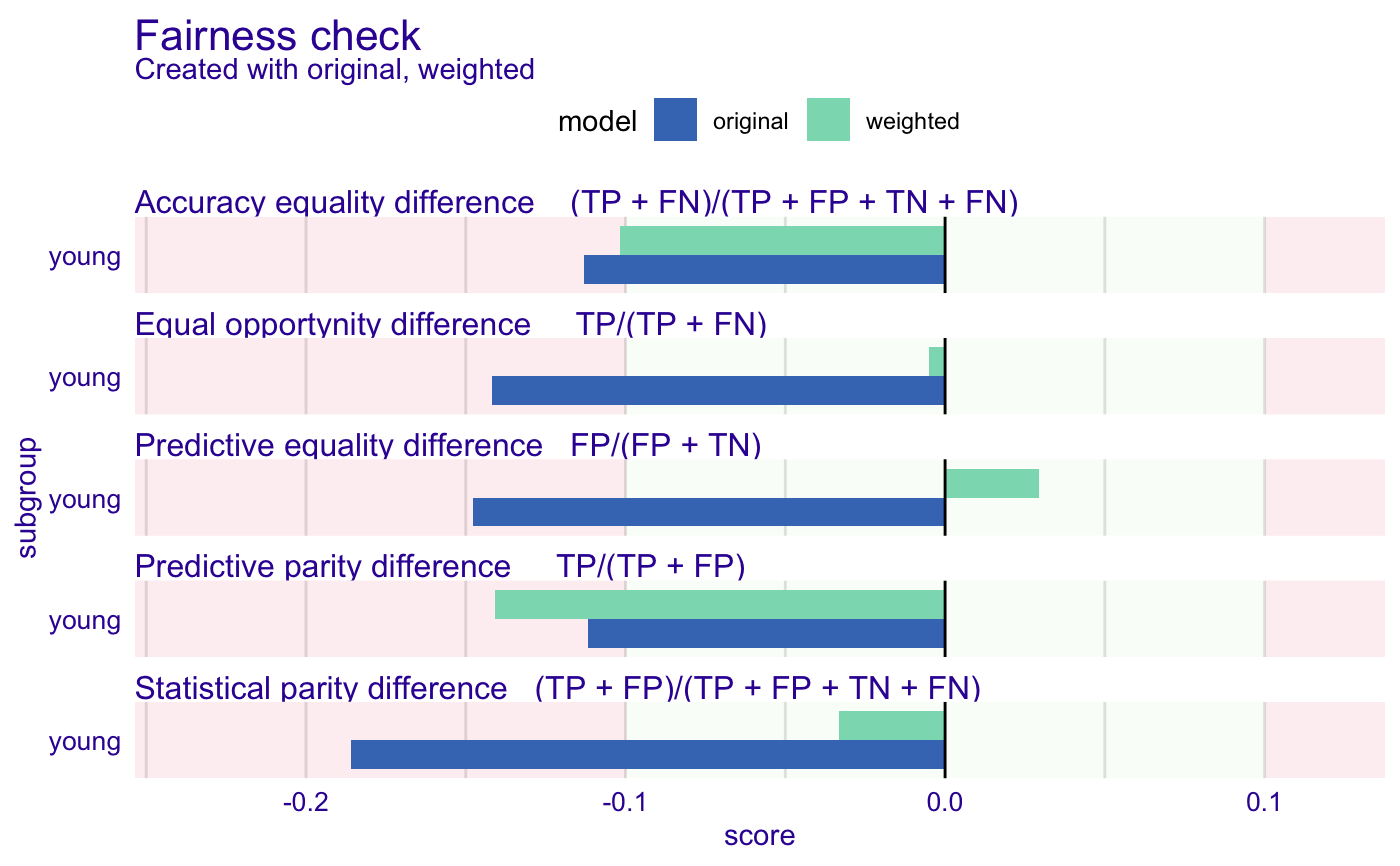 Fairness check
Created with original, weighted
model original weighted
Accuracy equality difference (TP + FN)/(TP + FP + TN + FN)
young
Equal opportynity difference TP/(TP + FN)
young
Predictive equality difference FP/(FP + TN)
young
Predictive parity difference TP/(TP + FP)
young
Statistical parity difference (TP + FP)/(TP + FP + TN + FN)
young
subgroup
-0.2 -0.1 0.0 0.1
score